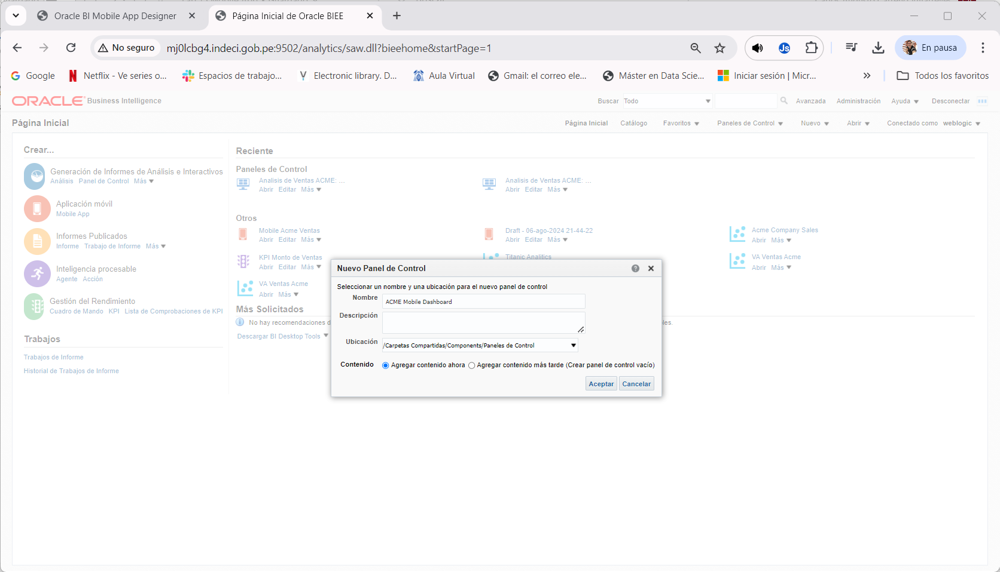 Oracle BI Mobile App Designer
Página Inicial de Oracle BIEE
No seguro
mj0lcbg4.indeci.gob.pe:9502/analytics/saw.dll?bieehome&startPage=1
En pausa
Google
Netflix - Ve series o...
Espacios de trabajo...
Electronic library. D...
Aula Virtual
Gmail: el correo ele...
Máster en Data Scie...
Iniciar sesión | Micr...
Todos los favoritos
ORACLE Business Intelligence
Buscar Todo
Avanzada Administración Ayuda Desconectar
Página Inicial
Página Inicial Catálogo Favoritos Paneles de Control Nuevo Abrir Conectado como weblogic
Crear...
Generación de Informes de Análisis e Interactivos
Análisis Panel de Control Más
Aplicación móvil
Mobile App
Informes Publicados
Informe Trabajo de Informe Más
Inteligencia procesable
Agente Acción
Gestión del Rendimiento
Cuadro de Mando KPI Lista de Comprobaciones de KPI
Trabajos
Trabajos de Informe
Historial de Trabajos de Informe
Reciente
Paneles de Control
Analisis de Ventas ACME: ...
Abrir Editar Más
Analisis de Ventas ACME: ...
Abrir Editar Más
Otros
Mobile Acme Ventas
Abrir Editar Más
Draft - 06-ago-2024 21-44-22
Abrir Editar Más
Acme Company Sales
Abrir Más
KPI Monto de Ventas
Abrir Editar Más
Titanic Analitics
VA Ventas Acme
Abrir Más
VA Ventas Acme
Abrir Más
Más Solicitados
No hay recomendaciones d
les.
Descargar BI Desktop Tools
Nuevo Panel de Control
Seleccionar un nombre y una ubicación para el nuevo panel de control
Nombre ACME Mobile Dashboard
Descripción
Ubicación /Carpetas Compartidas/Components/Paneles de Control
Contenido Agregar contenido ahora Agregar contenido más tarde (Crear panel de control vacío)
Aceptar Cancelar